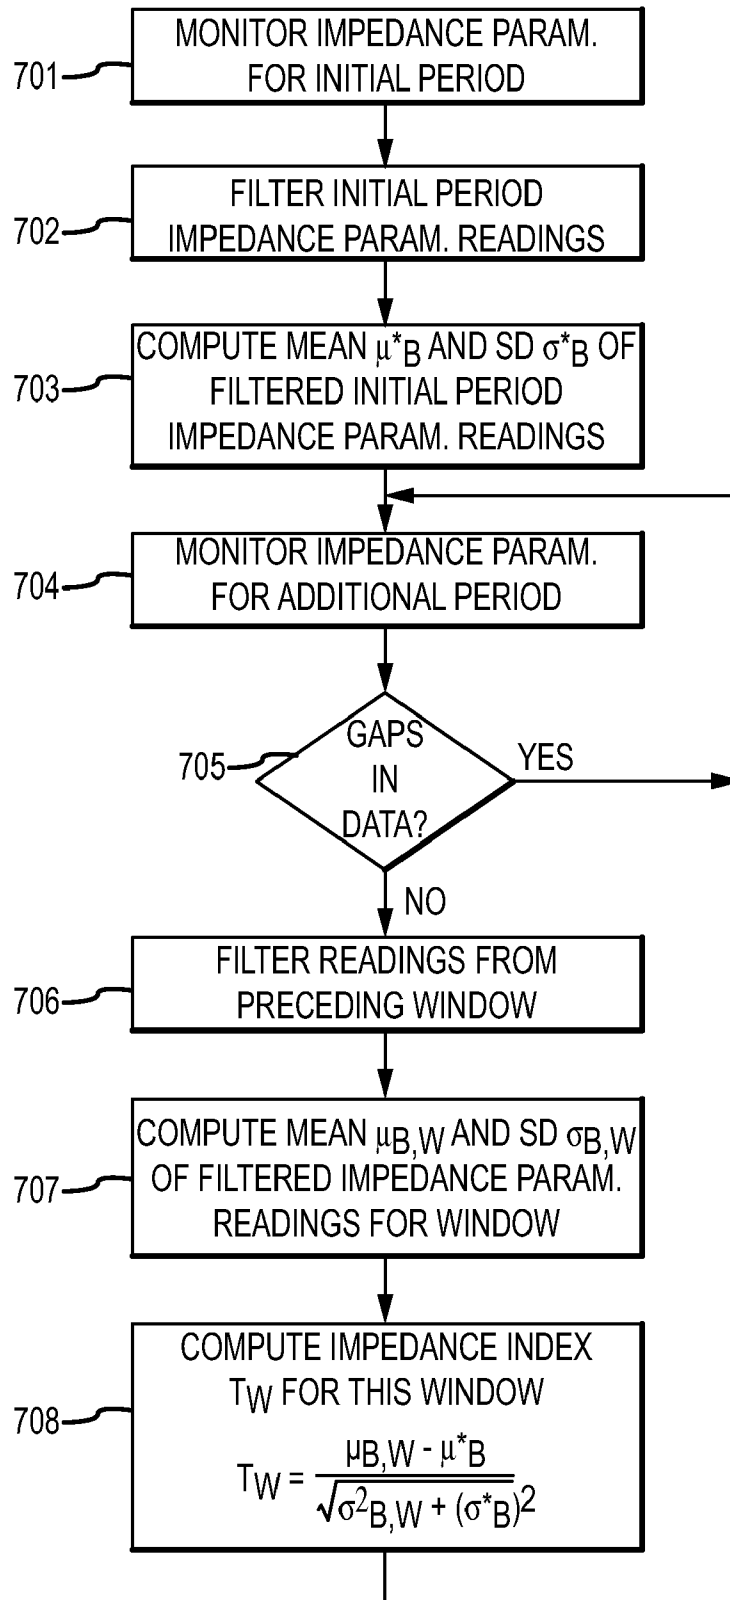 701
MONITOR IMPEDANCE PARAM.
FOR INITIAL PERIOD
702
FILTER INITIAL PERIOD
IMPEDANCE PARAM. READINGS
703
COMPUTE MEAN μ*B AND SD σ*B OF
FILTERED INITIAL PERIOD
IMPEDANCE PARAM. READINGS
704
MONITOR IMPEDANCE PARAM.
FOR ADDITIONAL PERIOD
705
GAPS
IN
DATA?
YES
NO
706
FILTER READINGS FROM
PRECEDING WINDOW
707
COMPUTE MEAN μB,W AND SD σB,W
OF FILTERED IMPEDANCE PARAM.
READINGS FOR WINDOW
708
COMPUTE IMPEDANCE INDEX
TW FOR THIS WINDOW
TW = μB,W - μ*B / √σ²B,W + (σ*B)²